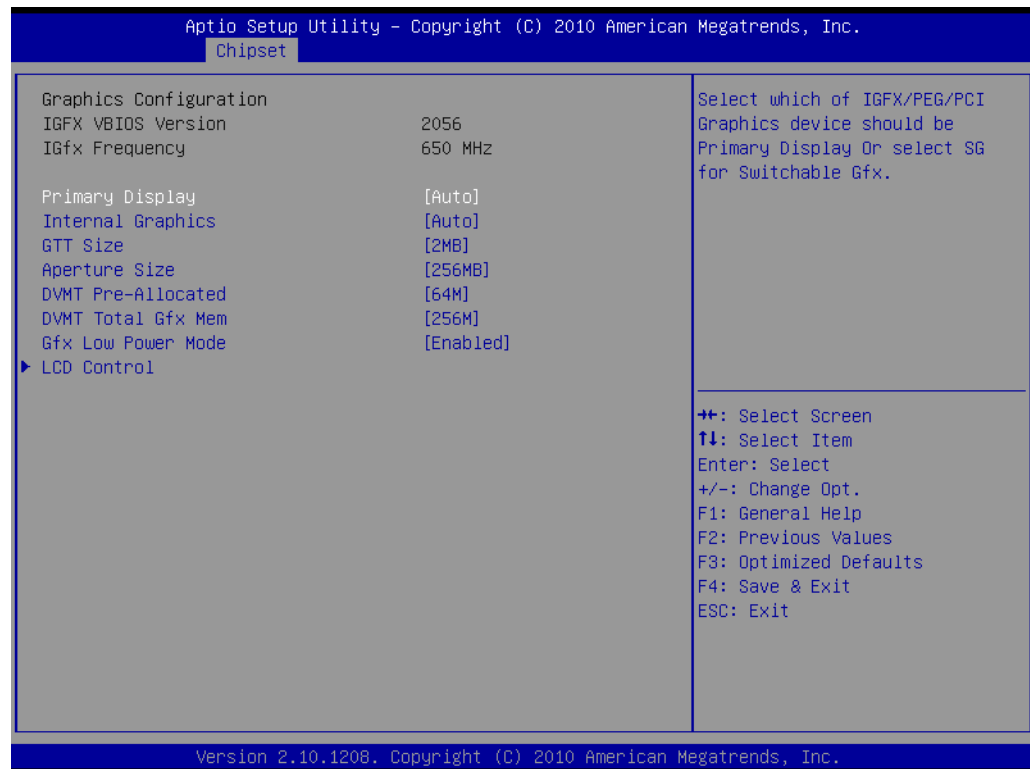 Aptio Setup Utility – Copyright (C) 2010 American Megatrends, Inc.
Chipset
Graphics Configuration
IGFX VBIOS Version 2056
IGfx Frequency 650 MHz
Primary Display [Auto]
Internal Graphics [Auto]
GTT Size [2MB]
Aperture Size [256MB]
DVMT Pre-Allocated [64M]
DVMT Total Gfx Mem [256M]
Gfx Low Power Mode [Enabled]
▶ LCD Control
Select which of IGFX/PEG/PCI
Graphics device should be
Primary Display Or select SG
for Switchable Gfx.
→←: Select Screen
↑↓: Select Item
Enter: Select
+/-: Change Opt.
F1: General Help
F2: Previous Values
F3: Optimized Defaults
F4: Save & Exit
ESC: Exit
Version 2.10.1208. Copyright (C) 2010 American Megatrends, Inc.